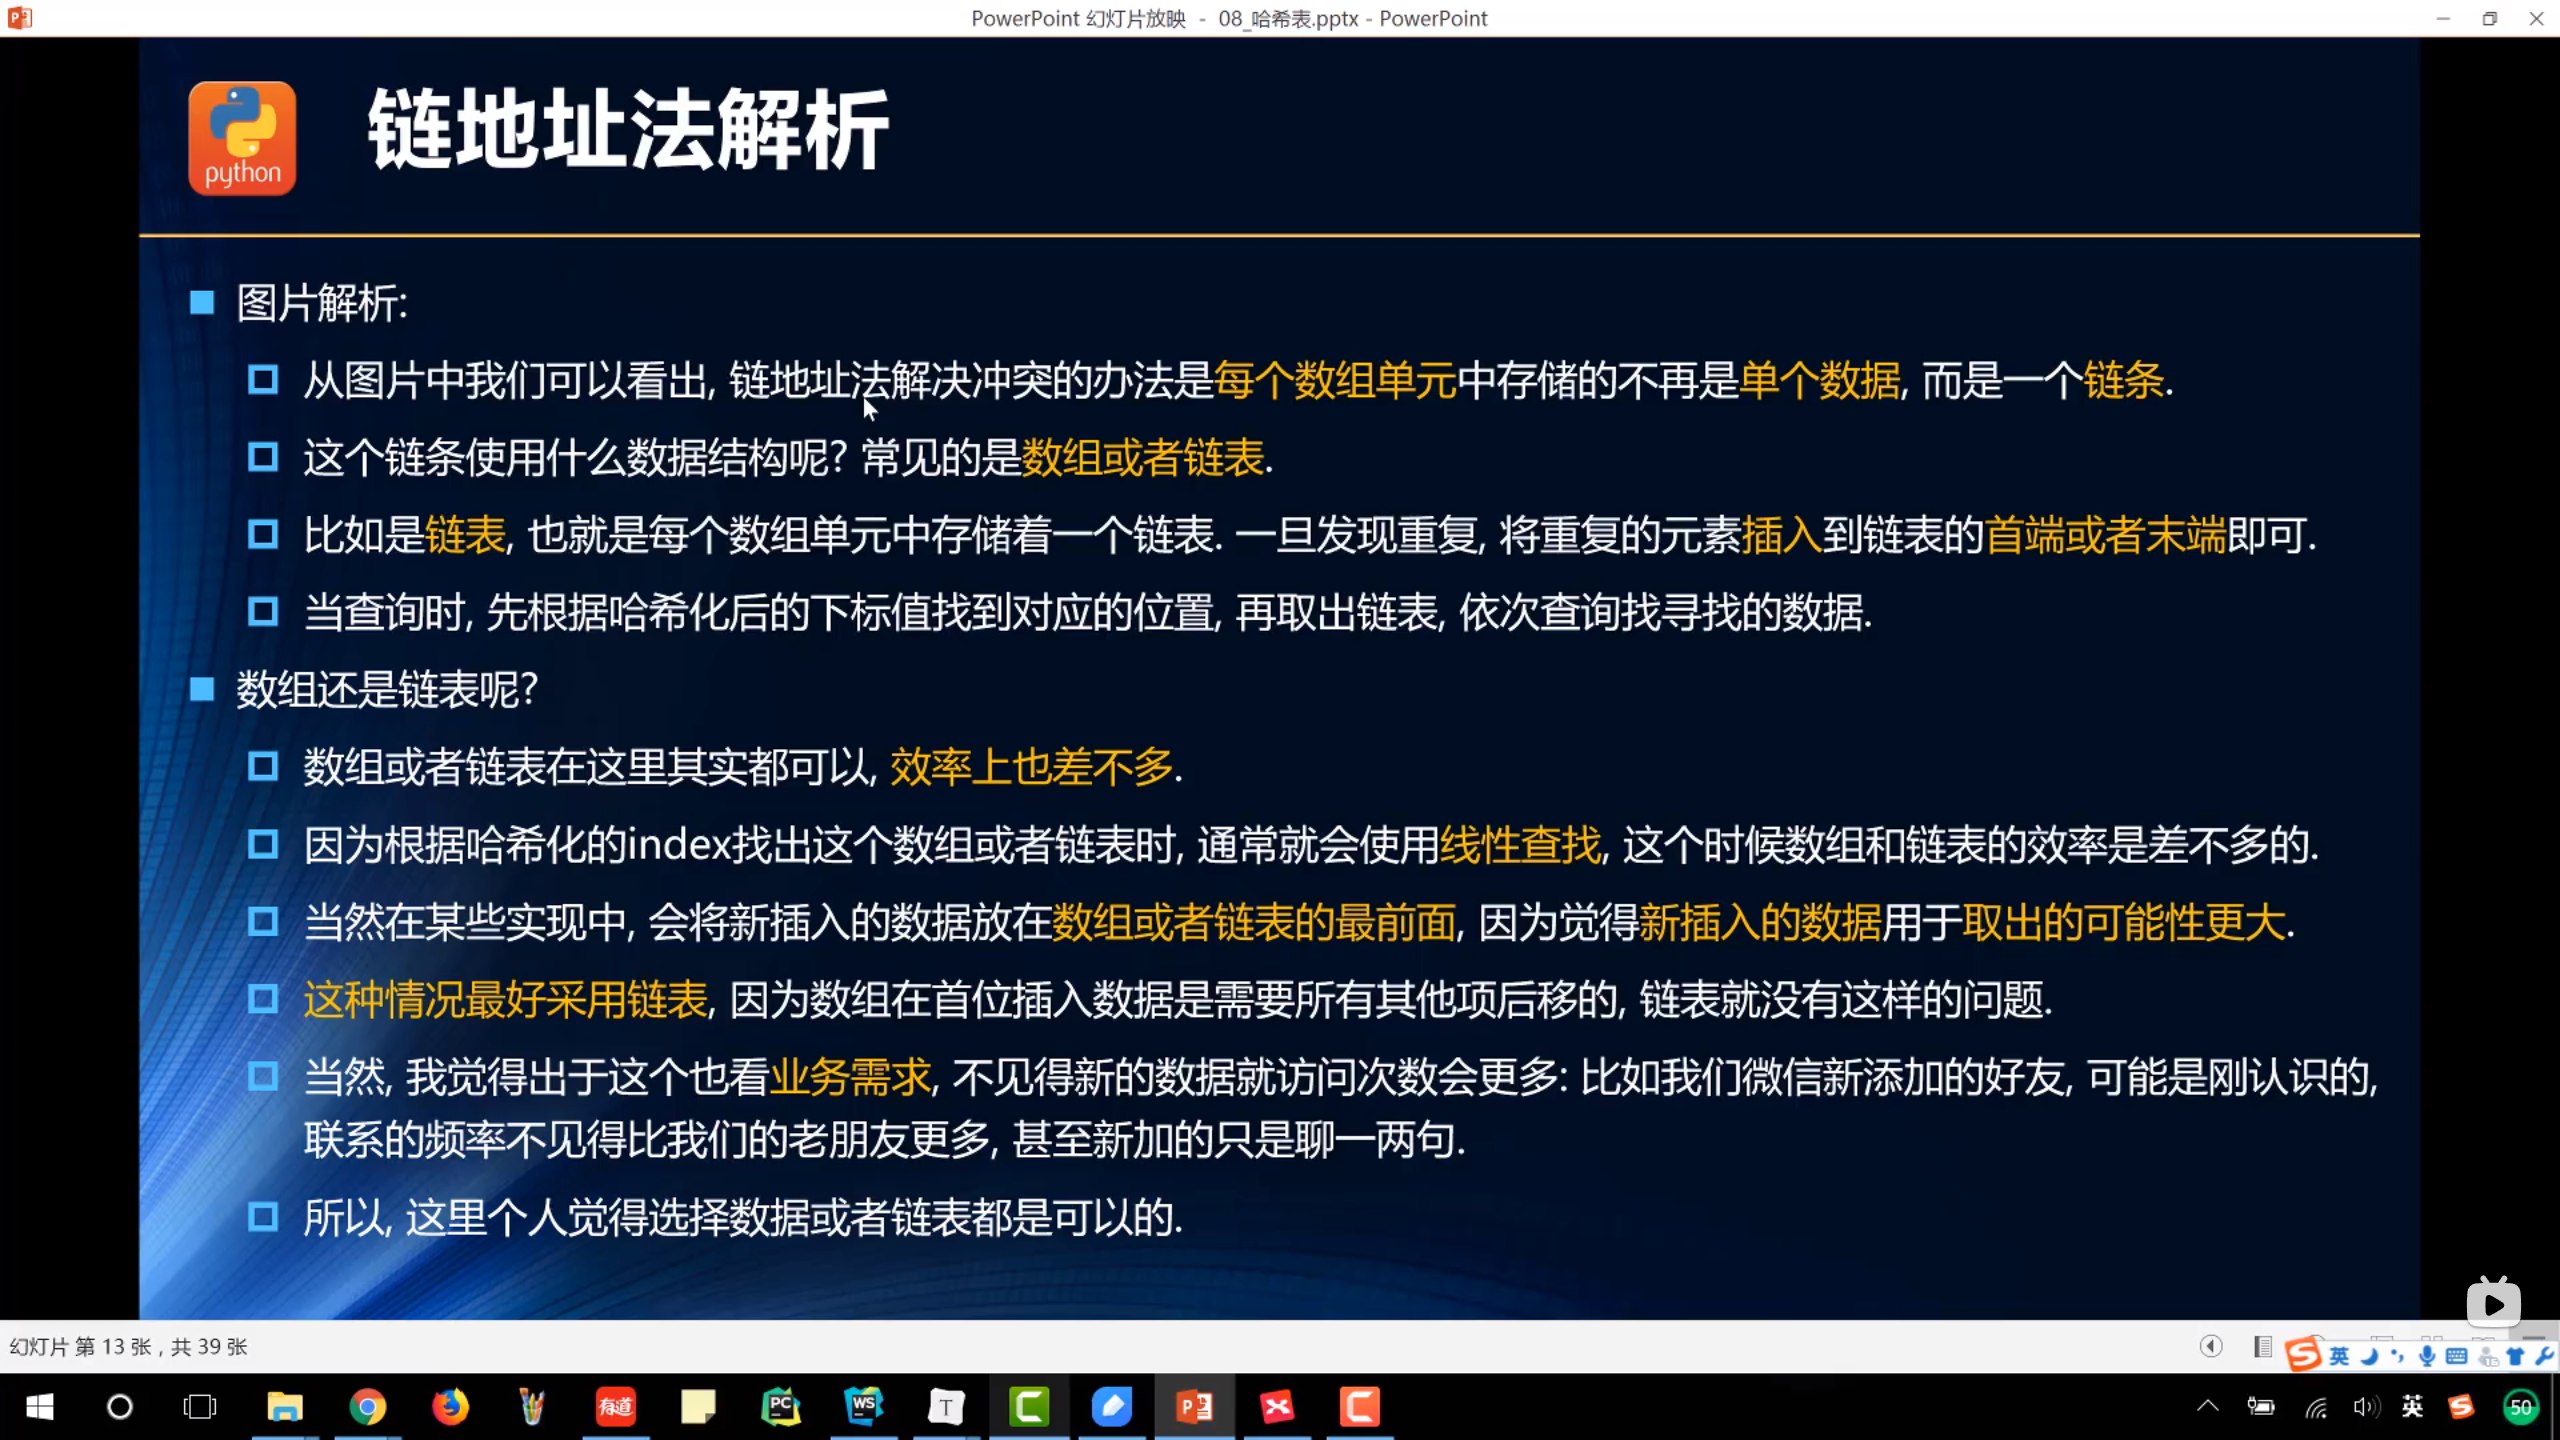 PowerPoint 幻灯片放映 - 08_哈希表.pptx - PowerPoint
python
链地址法解析
图片解析:
从图片中我们可以看出, 链地址法解决冲突的办法是每个数组单元中存储的不再是单个数据, 而是一个链条.
这个链条使用什么数据结构呢? 常见的是数组或者链表.
比如是链表, 也就是每个数组单元中存储着一个链表. 一旦发现重复, 将重复的元素插入到链表的首端或者末端即可.
当查询时, 先根据哈希化后的下标值找到对应的位置, 再取出链表, 依次查询找寻找的数据.
数组还是链表呢?
数组或者链表在这里其实都可以, 效率上也差不多.
因为根据哈希化的index找出这个数组或者链表时, 通常就会使用线性查找, 这个时候数组和链表的效率是差不多的.
当然在某些实现中, 会将新插入的数据放在数组或者链表的最前面, 因为觉得新插入的数据用于取出的可能性更大.
这种情况最好采用链表, 因为数组在首位插入数据是需要所有其他项后移的, 链表就没有这样的问题.
当然, 我觉得出于这个也看业务需求, 不见得新的数据就访问次数会更多: 比如我们微信新添加的好友, 可能是刚认识的,
联系的频率不见得比我们的老朋友更多, 甚至新加的只是聊一两句.
所以, 这里个人觉得选择数据或者链表都是可以的.
幻灯片 第 13 张，共 39 张
英
有道
PC
WS
T
英
50